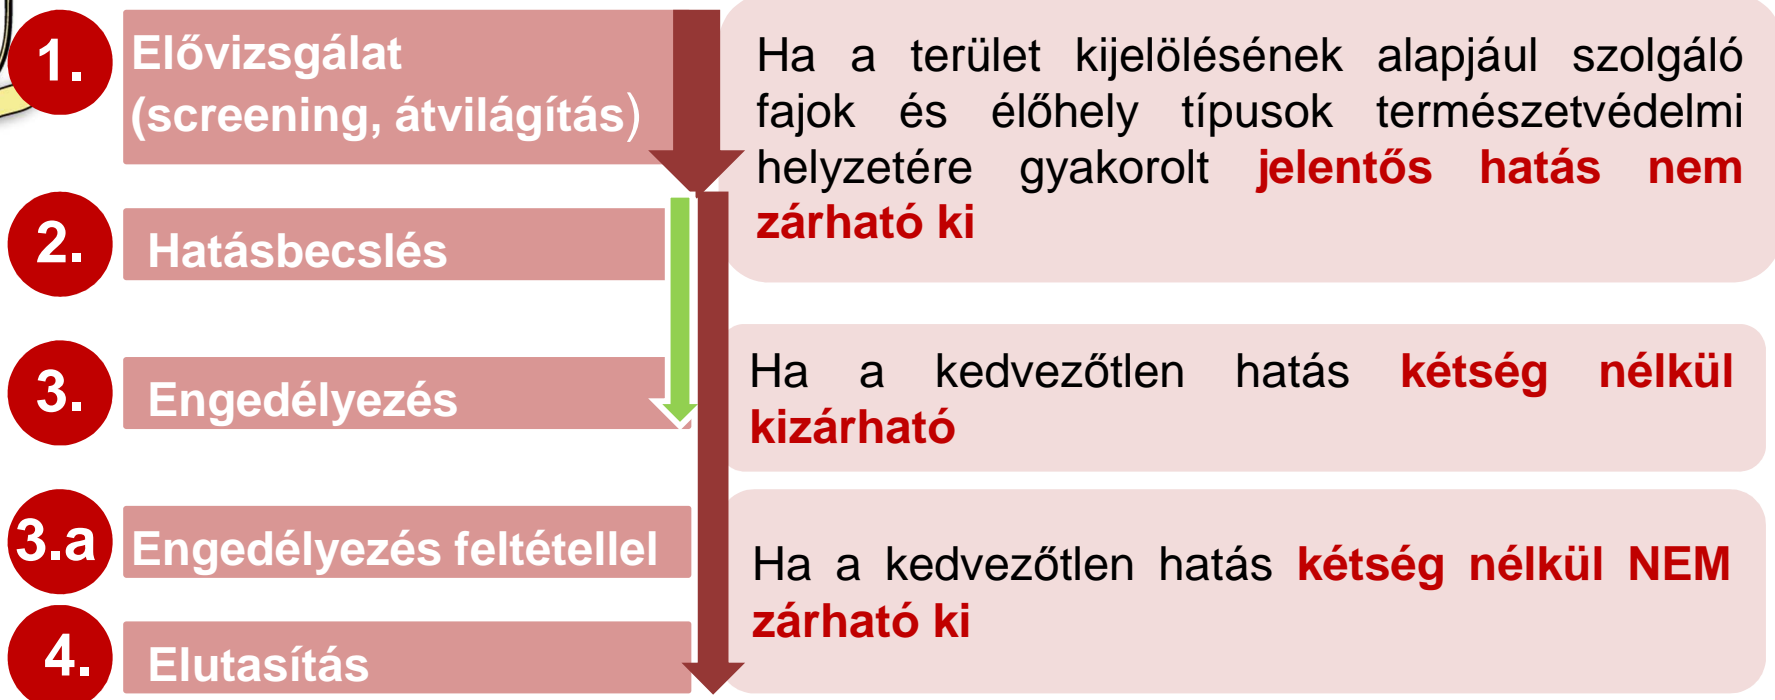 1.
Elővizsgálat
(screening, átvilágítás)
Ha a terület kijelölésének alapjául szolgáló
fajok és élőhely típusok természetvédelmi
helyzetére gyakorolt jelentős hatás nem
zárható ki
2.
Hatásbecslés
3.
Engedélyezés
Ha a kedvezőtlen hatás kétség nélkül
kizárható
3.a
Engedélyezés feltétellel
Ha a kedvezőtlen hatás kétség nélkül NEM
zárható ki
4.
Elutasítás